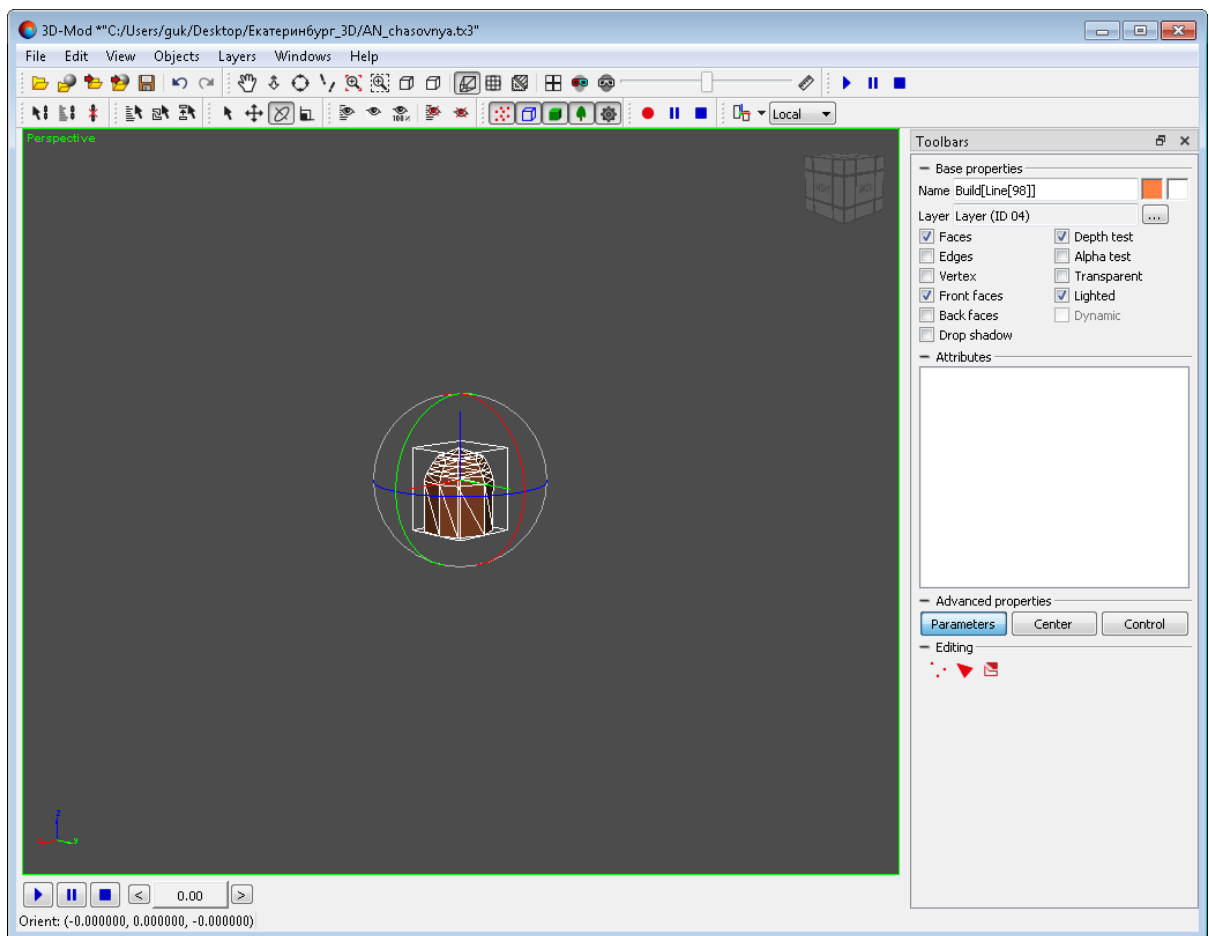 3D-Mod *"C:/Users/guk/Desktop/Екатеринбург_3D/AN_chasovnya.tx3"
File Edit View Objects Layers Windows Help
100%
Local
Perspective
Toolbars
Base properties
Name Build[Line[98]]
Layer Layer (ID 04) ...
Faces Depth test
Edges Alpha test
Vertex Transparent
Front faces Lighted
Back faces Dynamic
Drop shadow
Attributes
Advanced properties
Parameters Center Control
Editing
z
x y
< 0.00 >
Orient: (-0.000000, 0.000000, -0.000000)